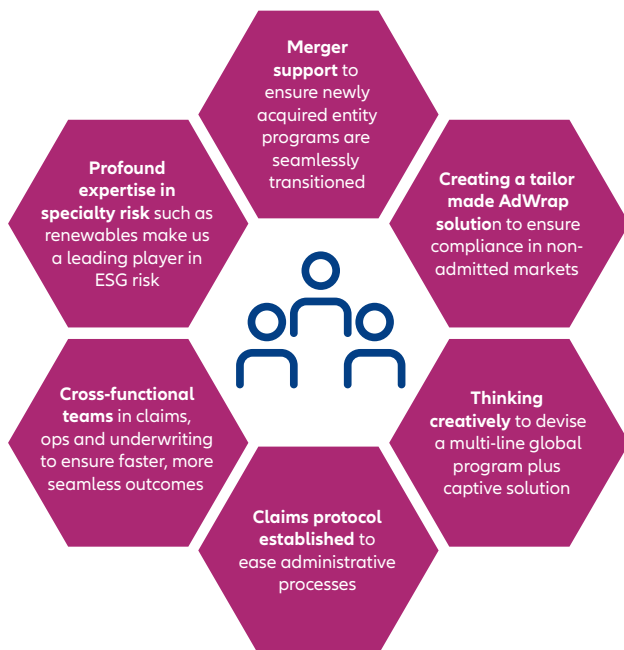 Merger
support to
ensure newly
acquired entity
programs are
seamlessly
transitioned
Creating a tailor
made AdWrap
solution to ensure
compliance in non-
admitted markets
Thinking
creatively to devise
a multi-line global
program plus
captive solution
Claims protocol
established to
ease administrative
processes
Cross-functional
teams in claims,
ops and underwriting
to ensure faster, more
seamless outcomes
Profound
expertise in
specialty risk such as
renewables make us
a leading player in
ESG risk